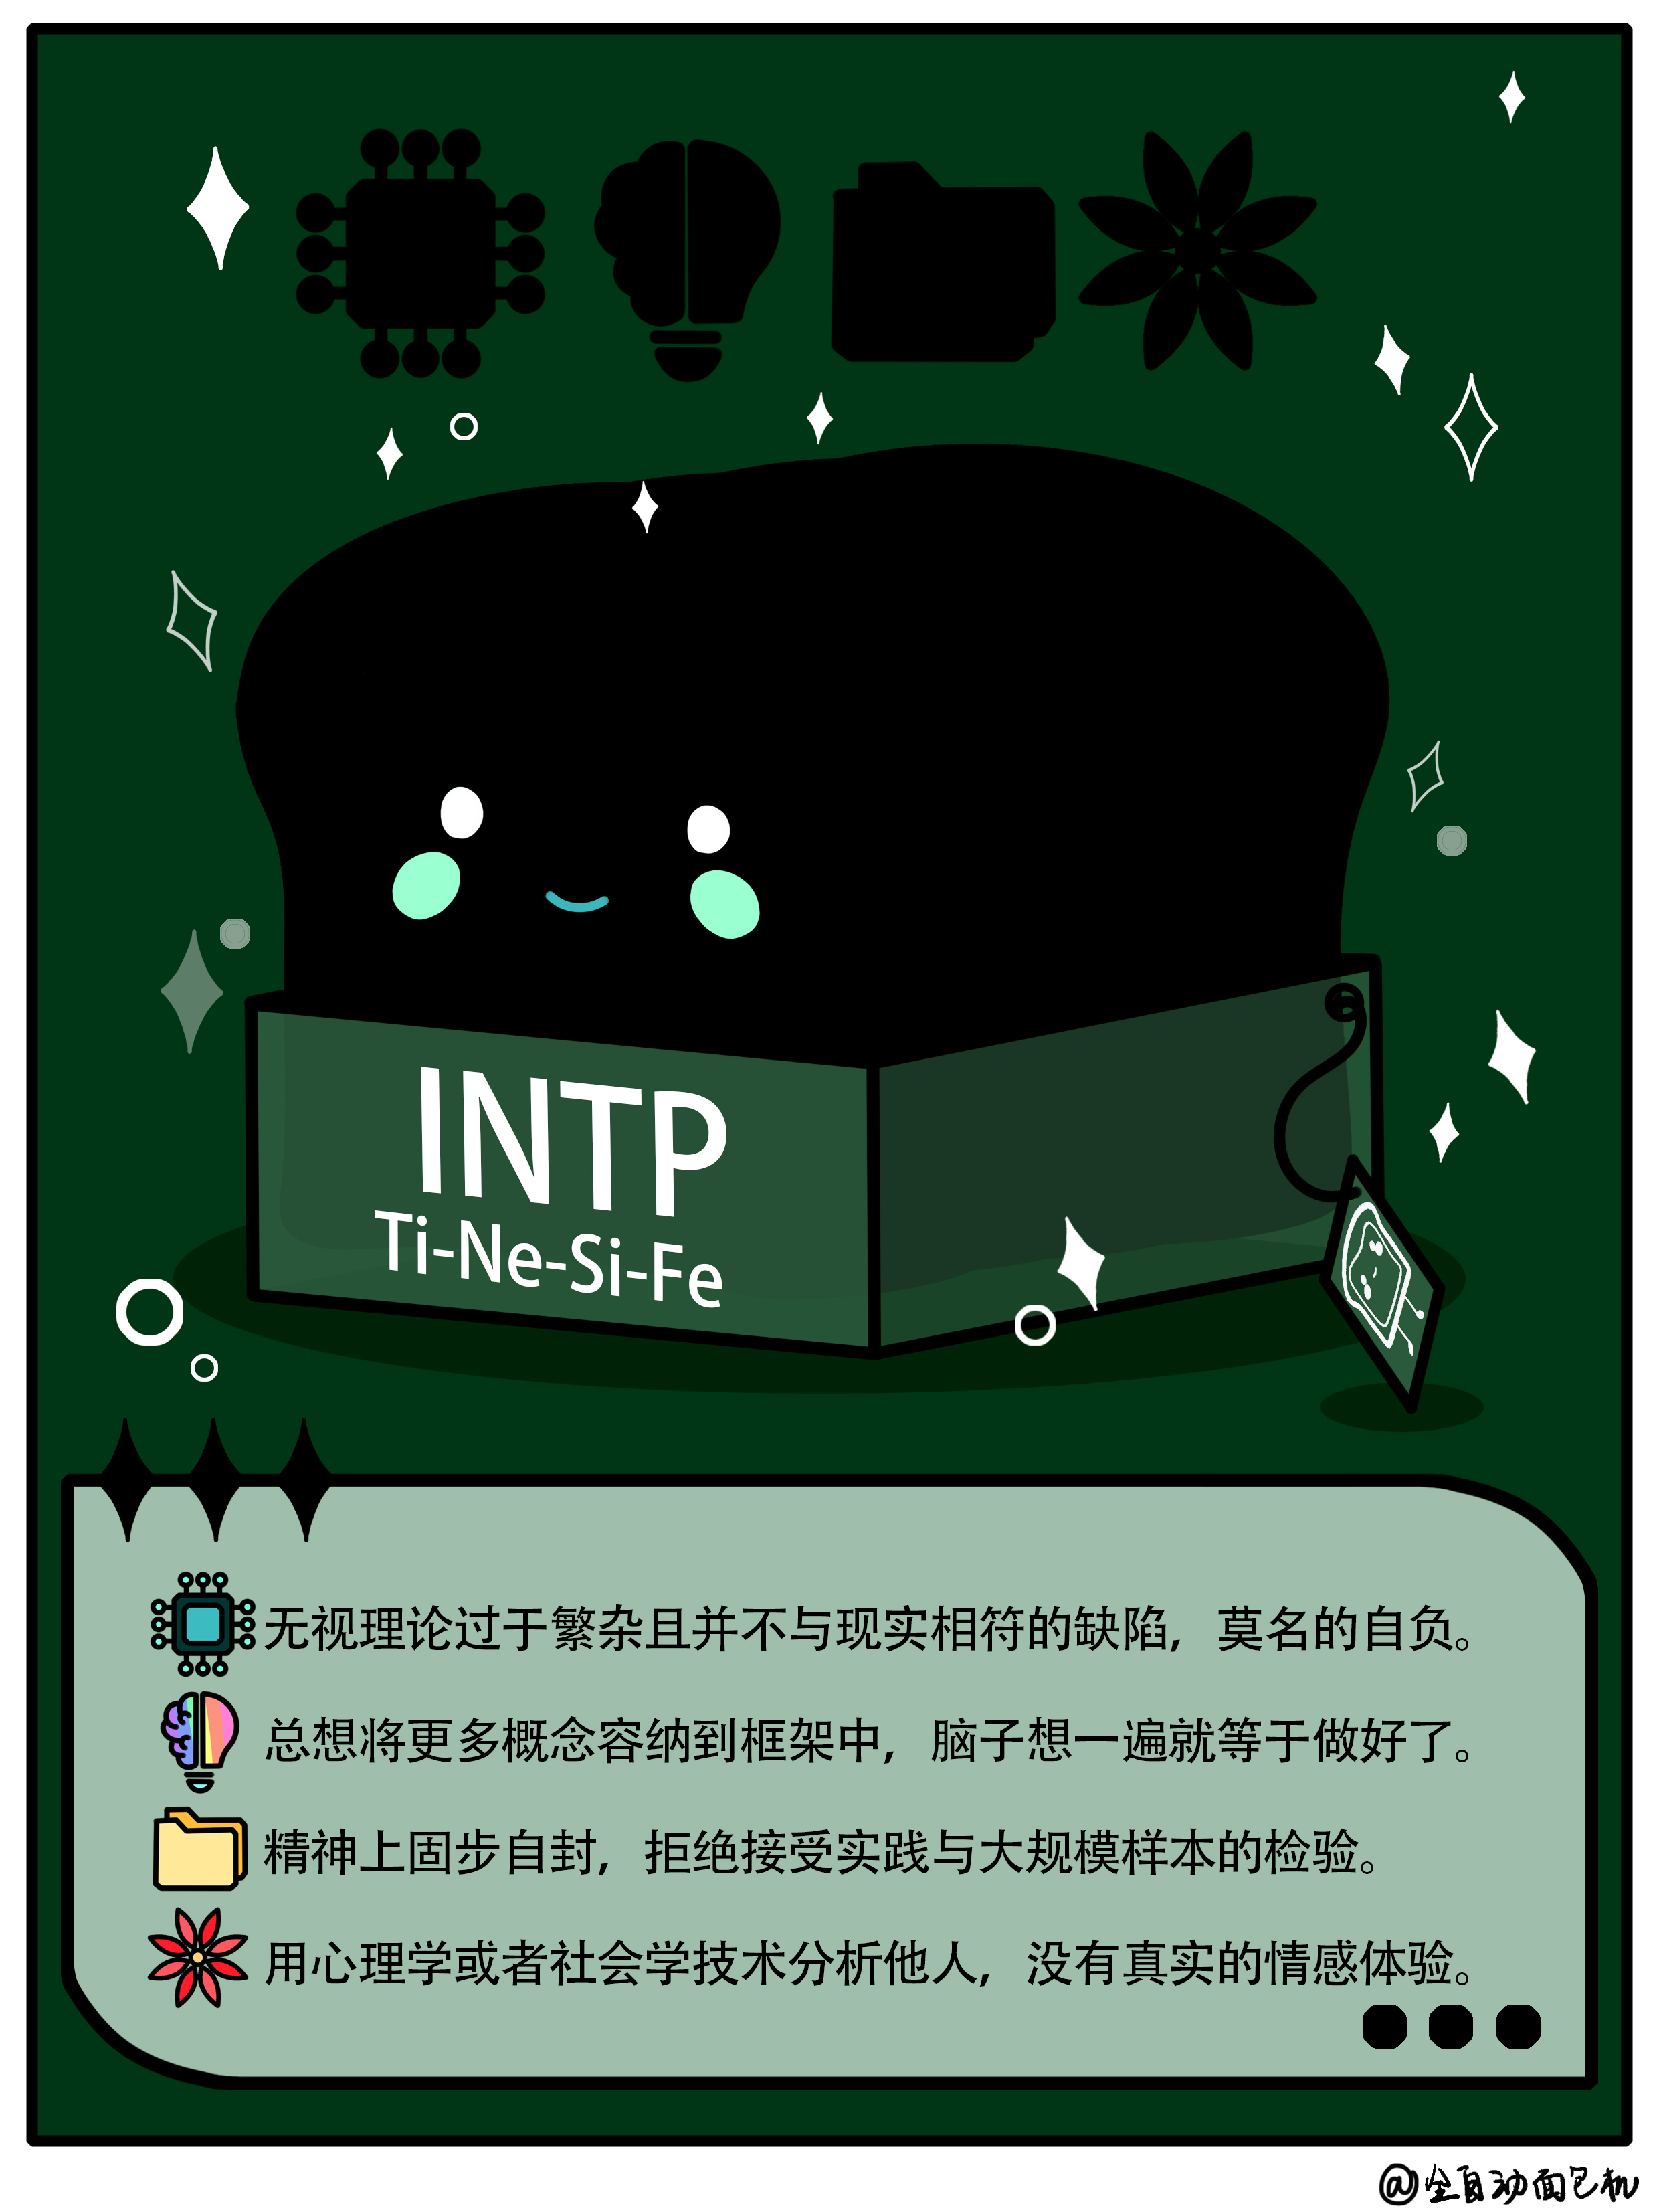 INTP
Ti-Ne-Si-Fe
无视理论过于繁杂且并不与现实相符的缺陷，莫名的自负。
总想将更多概念容纳到框架中，脑子想一遍就等于做好了。
精神上固步自封，拒绝接受实践与大规模样本的检验。
用心理学或者社会学技术分析他人，没有真实的情感体验。
@全自动面包机